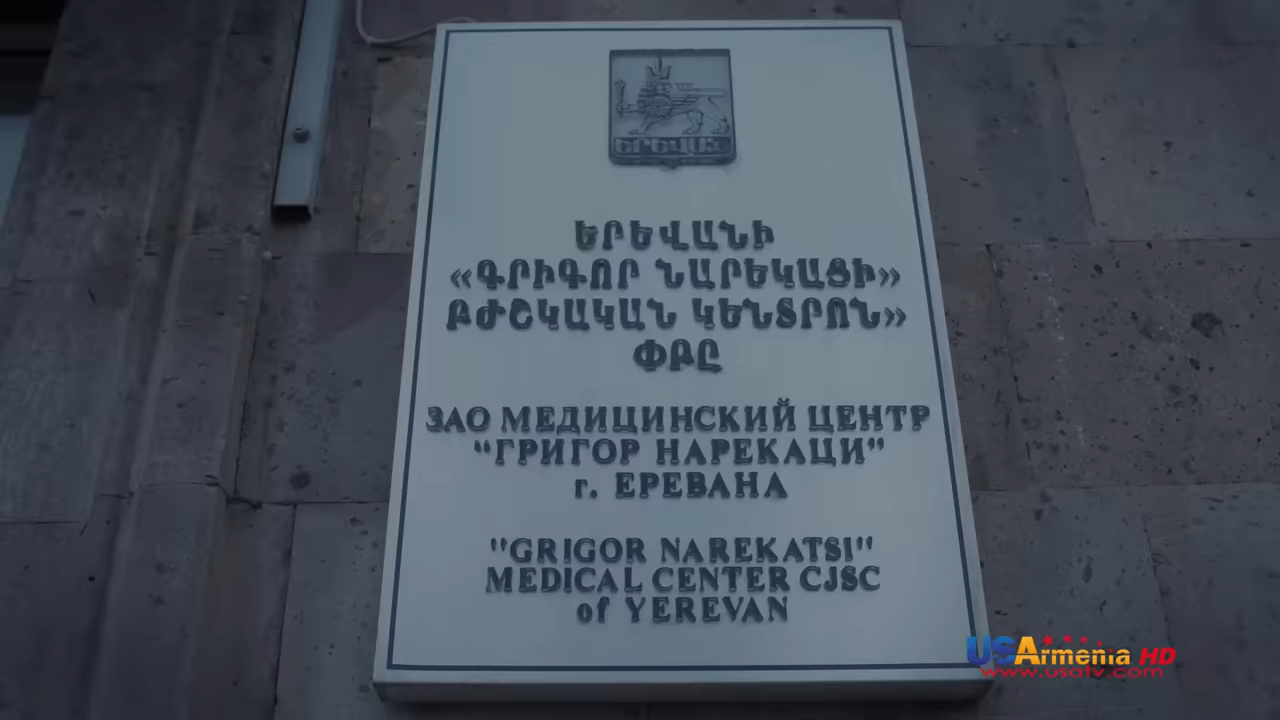 ԵՐԵՎԱՆ
ԵՐԵՎԱՆԻ
«ԳՐԻԳՈՐ ՆԱՐԵԿԱՑԻ»
ԲԺՇԿԱԿԱՆ ԿԵՆՏՐՈՆ»
ՓԲԸ
ЗАО МЕДИЦИНСКИЙ ЦЕНТР
“ГРИГОР НАРЕКАЦИ”
г. ЕРЕВАНА
"GRIGOR NAREKATSI"
MEDICAL CENTER CJSC
of YEREVAN
USArmenia HD
www.usatv.com